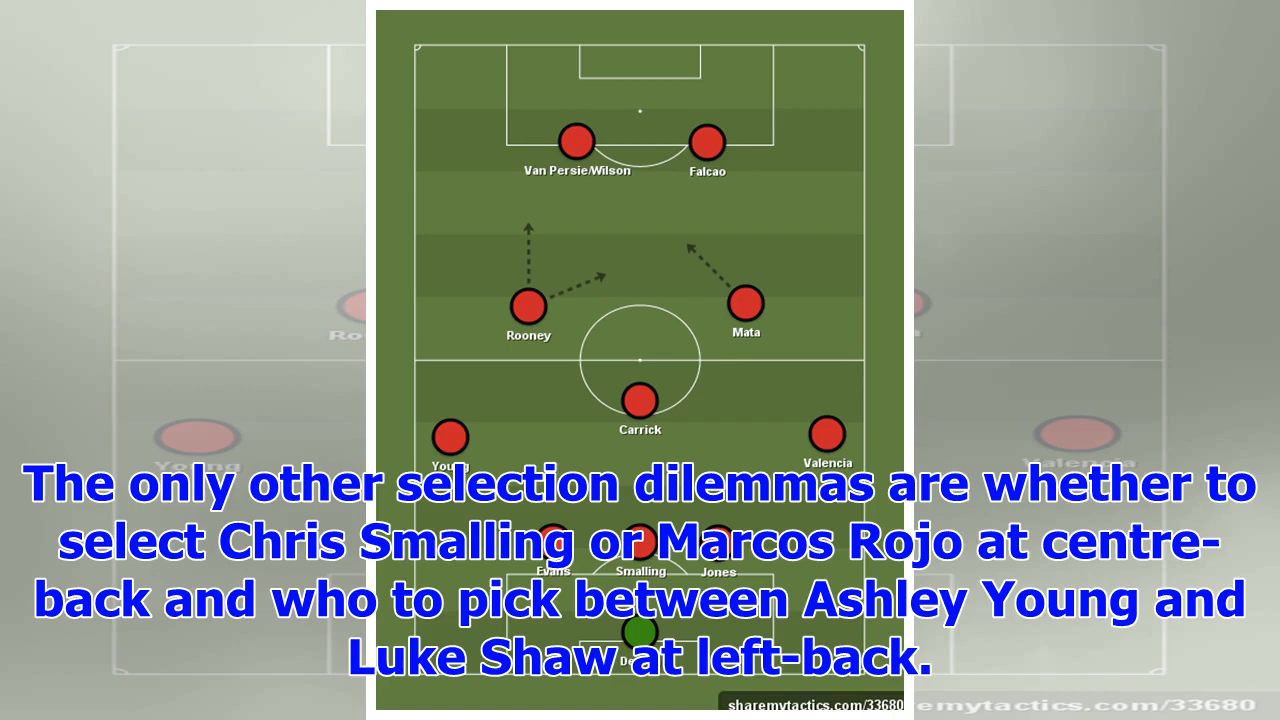 Van Persie/Wilson
Falcao
Rooney
Mata
Carrick
Young
Valencia
The only other selection dilemmas are whether to
select Chris Smalling or Marcos Rojo at centre-
back and who to pick between Ashley Young and
Luke Shaw at left-back.
Evans
Smalling
Jones
sharemytactics.com/33680